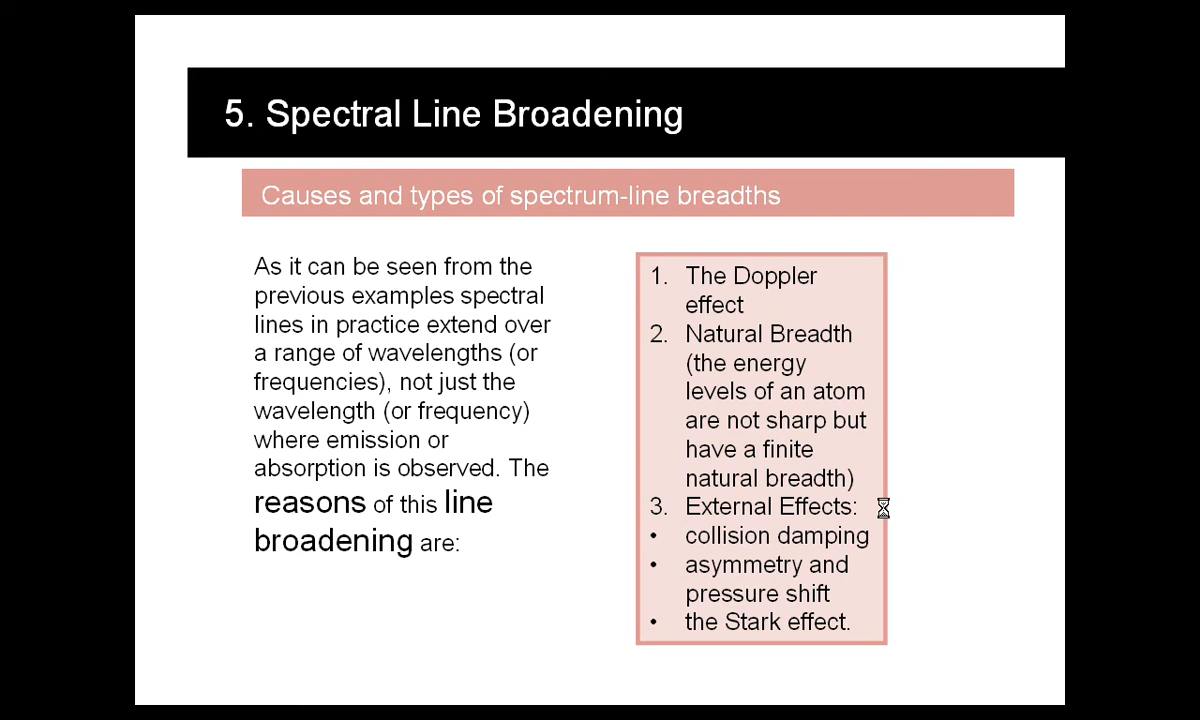 5. Spectral Line Broadening
Causes and types of spectrum-line breadths
As it can be seen from the
previous examples spectral
lines in practice extend over
a range of wavelengths (or
frequencies), not just the
wavelength (or frequency)
where emission or
absorption is observed. The
reasons of this line
broadening are:
1. The Doppler
effect
2. Natural Breadth
(the energy
levels of an atom
are not sharp but
have a finite
natural breadth)
3. External Effects:
• collision damping
• asymmetry and
pressure shift
• the Stark effect.